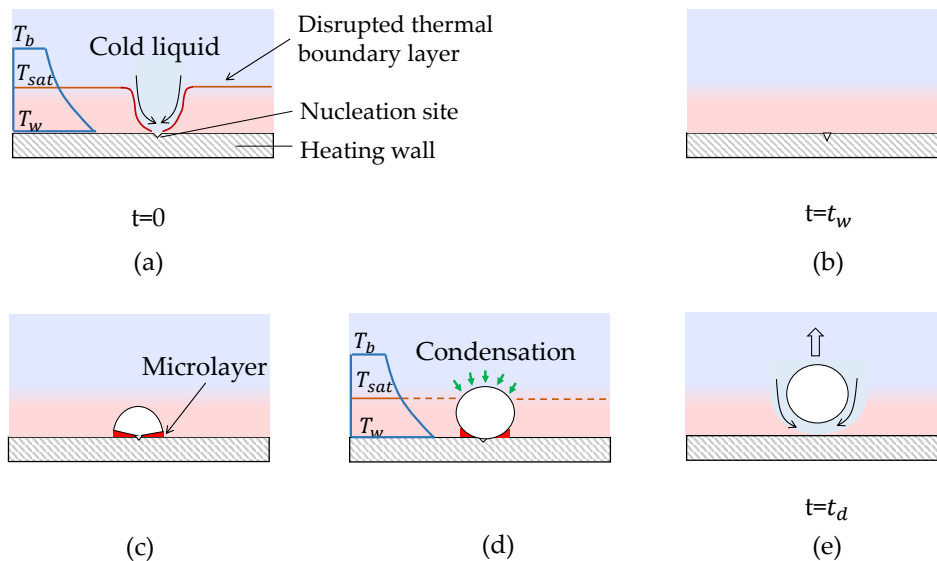 T_b
Cold liquid
Disrupted thermal
boundary layer
T_sat
T_w
Nucleation site
Heating wall
t=0
(a)
t=t_w
(b)
Microlayer
(c)
T_b
Condensation
T_sat
T_w
(d)
t=t_d
(e)